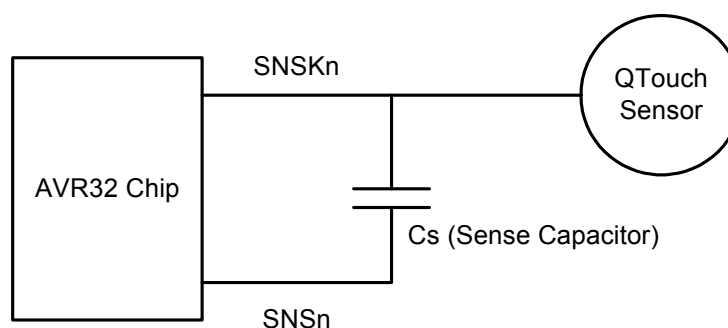 SNSKn
QTouch
Sensor
AVR32 Chip
Cs (Sense Capacitor)
SNSn